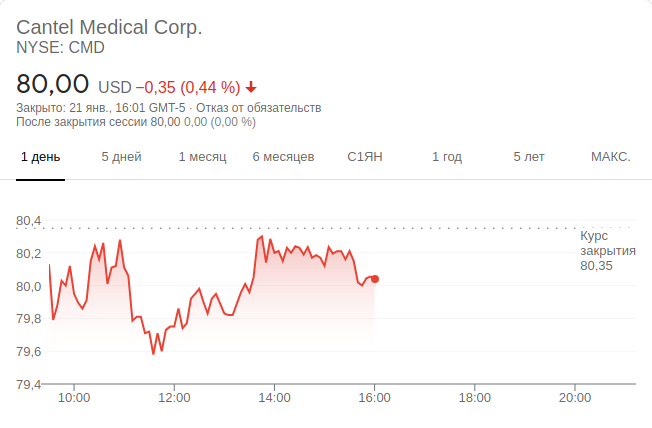 Cantel Medical Corp.
NYSE: CMD
80,00 USD −0,35 (0,44 %)
Закрыто: 21 янв., 16:01 GMT-5 · Отказ от обязательств
После закрытия сессии 80,00 0,00 (0,00 %)
1 день 5 дней 1 месяц 6 месяцев С1ЯН 1 год 5 лет МАКС.
80,4
Курс
закрытия
80,35
80,2
80,0
79,8
79,6
79,4
10:00 12:00 14:00 16:00 18:00 20:00